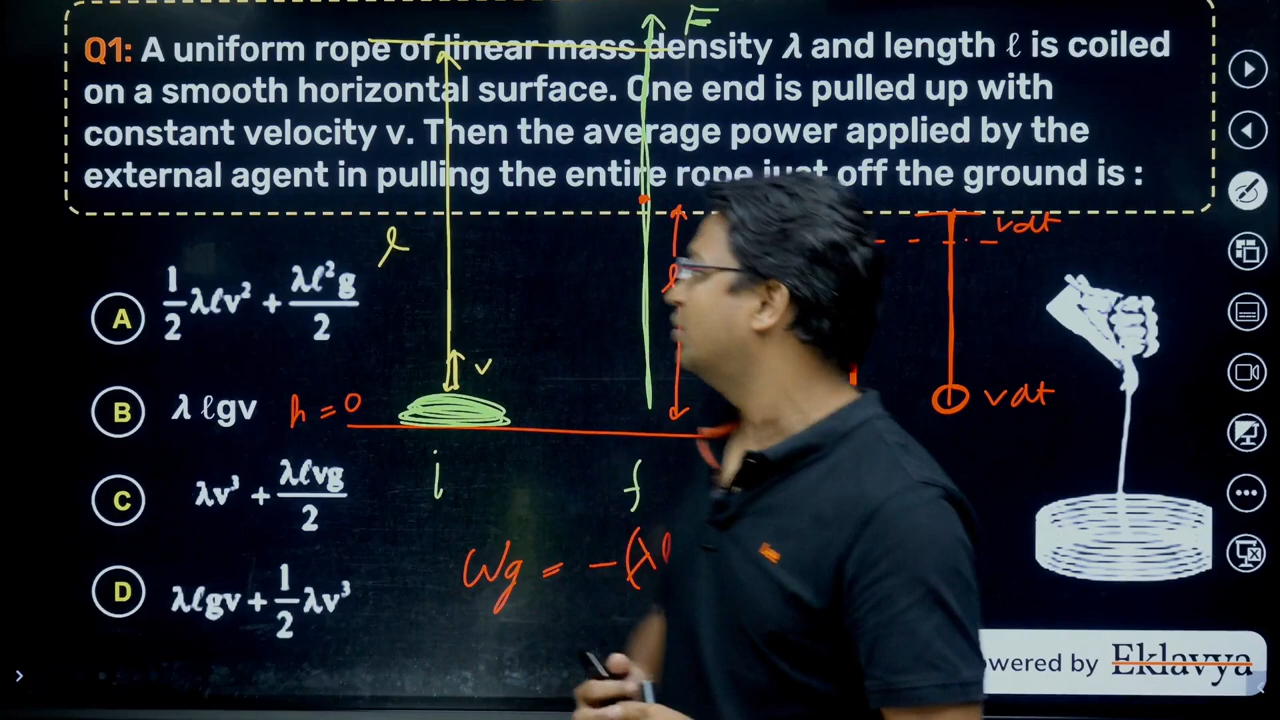 Q1: A uniform rope of linear mass density λ and length ℓ is coiled
on a smooth horizontal surface. One end is pulled up with
constant velocity v. Then the average power applied by the
external agent in pulling the entire rope just off the ground is :
F
vdt
ℓ
ℓ
A 1/2 λℓv² + λℓ²g/2
v
B λ ℓgv
h = 0
vdt
C λv³ + λℓvg/2
i
f
Wg = -(λ
D λℓgv + 1/2 λv³
owered by Eklavya